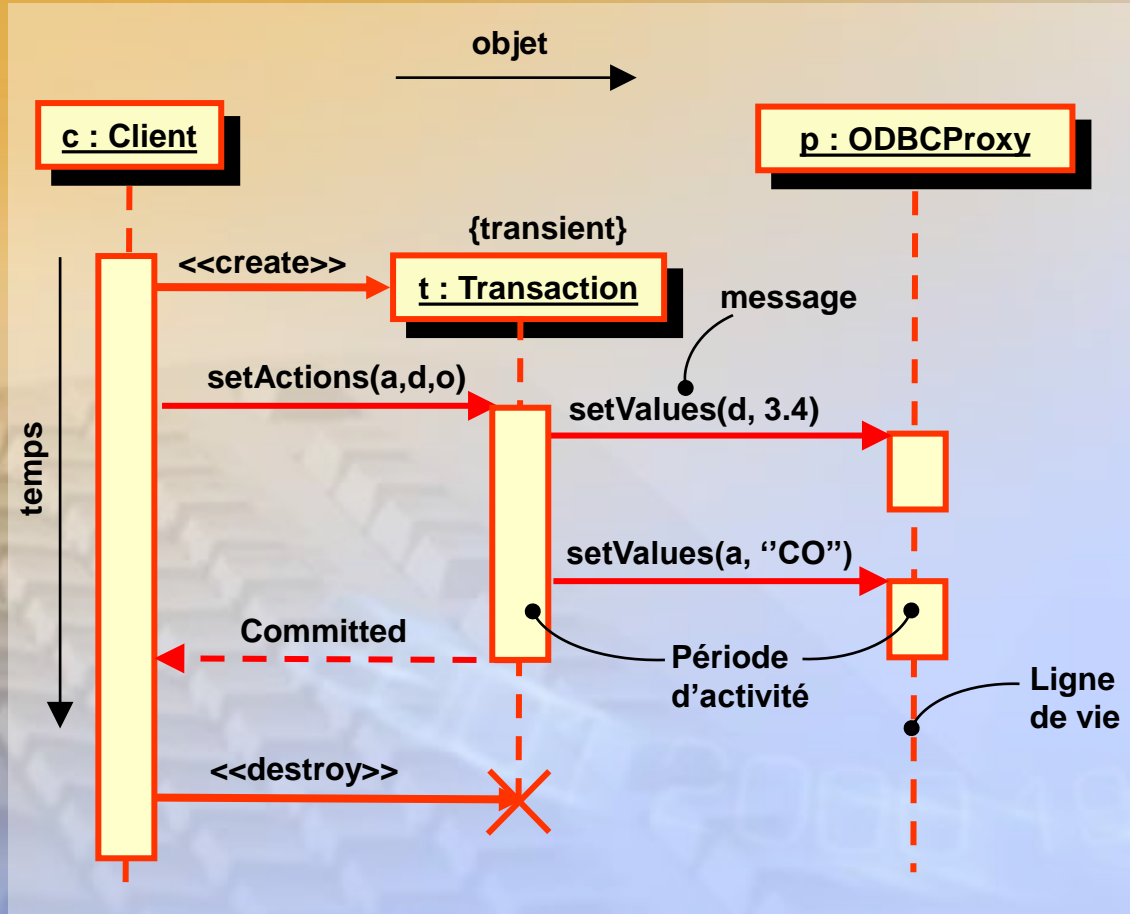 objet
c : Client
p : ODBCProxy
{transient}
<<create>>
t : Transaction
message
setActions(a,d,o)
setValues(d, 3.4)
temps
setValues(a, ‘’CO’’)
Committed
Période
d’activité
Ligne
de vie
<<destroy>>